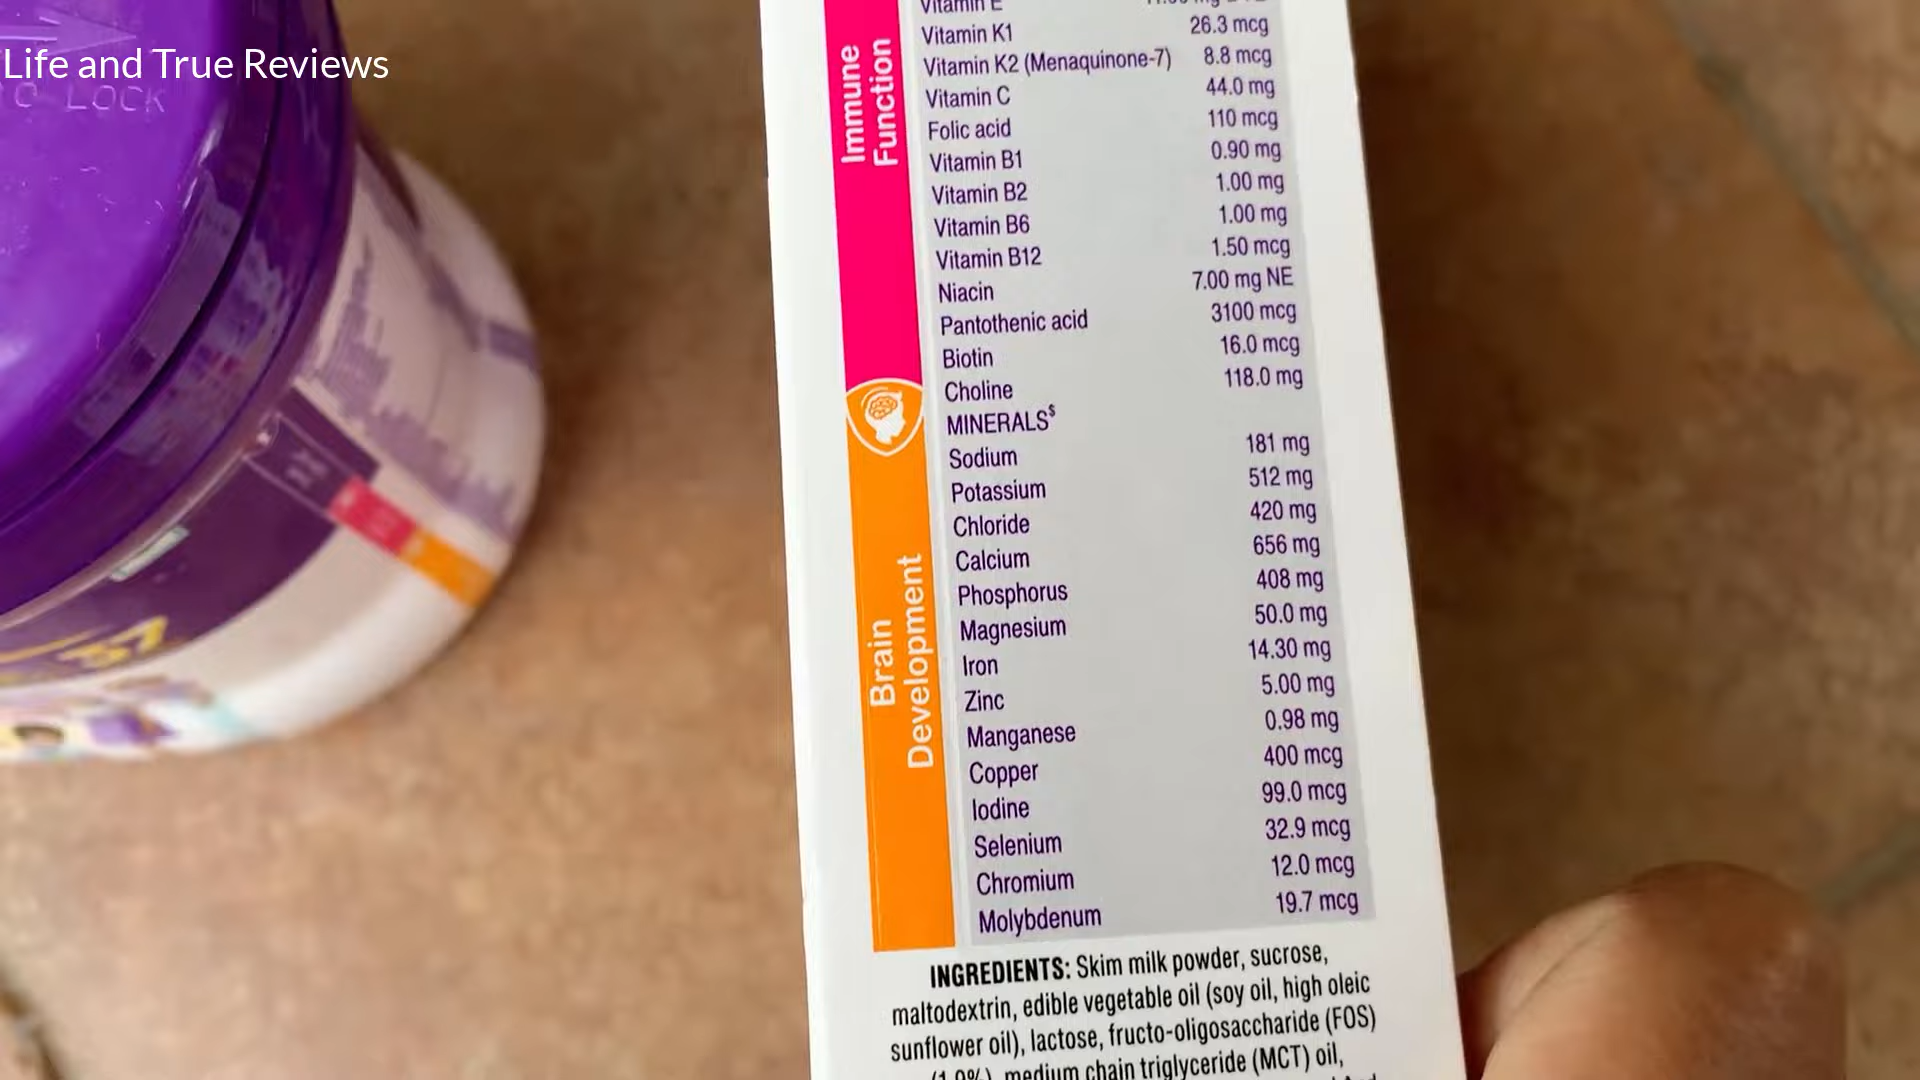 Life and True Reviews
LOCK
Immune
Function
Vitamin E
Vitamin K1 26.3 mcg
Vitamin K2 (Menaquinone-7) 8.8 mcg
Vitamin C 44.0 mg
Folic acid 110 mcg
Vitamin B1 0.90 mg
Vitamin B2 1.00 mg
Vitamin B6 1.00 mg
Vitamin B12 1.50 mcg
Niacin 7.00 mg NE
Pantothenic acid 3100 mcg
Biotin 16.0 mcg
Choline 118.0 mg
MINERALS$
Brain
Development
Sodium 181 mg
Potassium 512 mg
Chloride 420 mg
Calcium 656 mg
Phosphorus 408 mg
Magnesium 50.0 mg
Iron 14.30 mg
Zinc 5.00 mg
Manganese 0.98 mg
Copper 400 mcg
Iodine 99.0 mcg
Selenium 32.9 mcg
Chromium 12.0 mcg
Molybdenum 19.7 mcg
INGREDIENTS: Skim milk powder, sucrose,
maltodextrin, edible vegetable oil (soy oil, high oleic
sunflower oil), lactose, fructo-oligosaccharide (FOS)
medium chain triglyceride (MCT) oil,